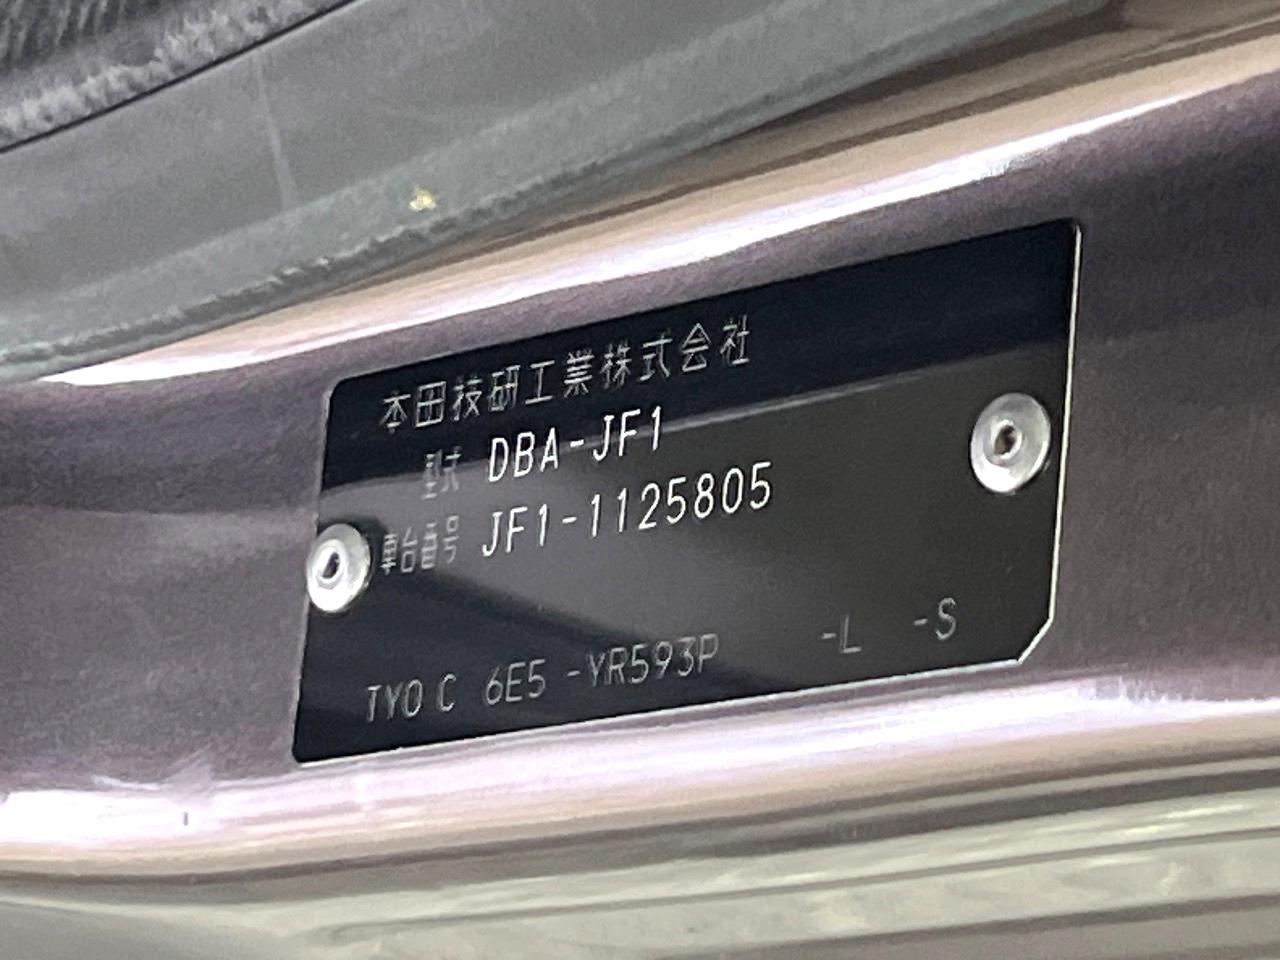 本田技研工業株式会社
型式 DBA-JF1
車台番号 JF1-1125805
TYO C 6E5 -YR593P -L -S